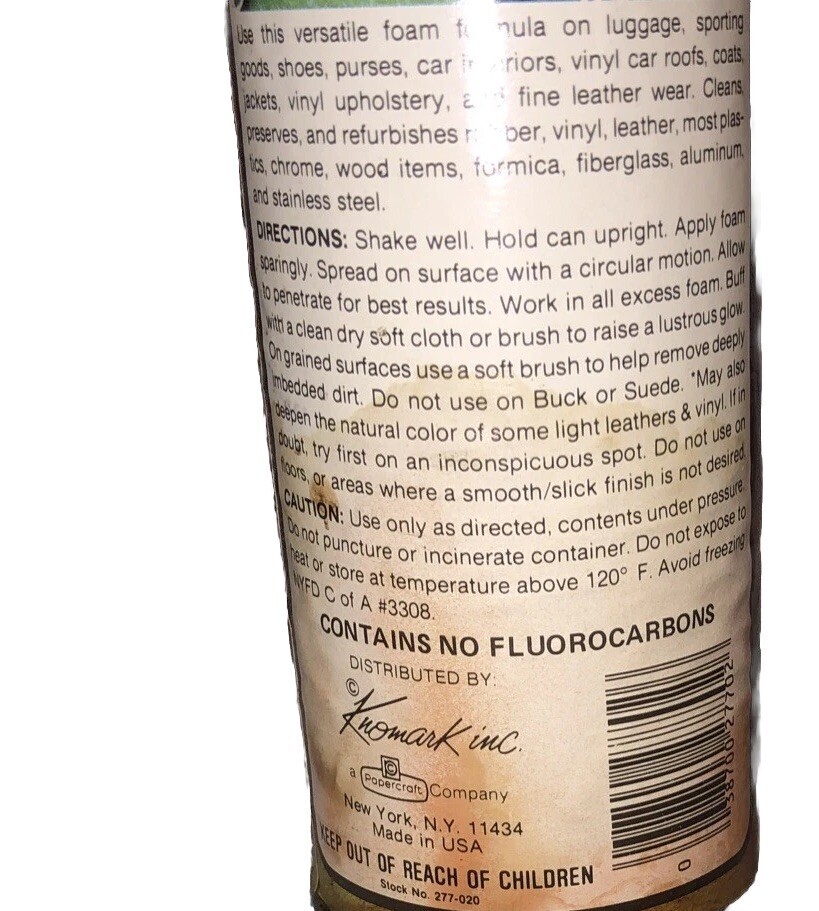 Use this versatile foam formula on luggage, sporting
goods, shoes, purses, car interiors, vinyl car roofs, coats,
jackets, vinyl upholstery, and fine leather wear. Cleans,
preserves, and refurbishes rubber, vinyl, leather, most plas-
tics, chrome, wood items, formica, fiberglass, aluminum,
and stainless steel.
DIRECTIONS: Shake well. Hold can upright. Apply foam
sparingly. Spread on surface with a circular motion. Allow
to penetrate for best results. Work in all excess foam. Buff
with a clean dry soft cloth or brush to raise a lustrous glow.
On grained surfaces use a soft brush to help remove deeply
imbedded dirt. Do not use on Buck or Suede. *May also
deepen the natural color of some light leathers & vinyl. If in
doubt, try first on an inconspicuous spot. Do not use on
floors, or areas where a smooth/slick finish is not desired.
CAUTION: Use only as directed, contents under pressure.
Do not puncture or incinerate container. Do not expose to
heat or store at temperature above 120° F. Avoid freezing
NYFD C of A #3308.
CONTAINS NO FLUOROCARBONS
DISTRIBUTED BY:
©
Knomark inc.
a Papercraft Company
New York, N.Y. 11434
Made in USA
KEEP OUT OF REACH OF CHILDREN
Stock No. 277-020
38700 27702
0